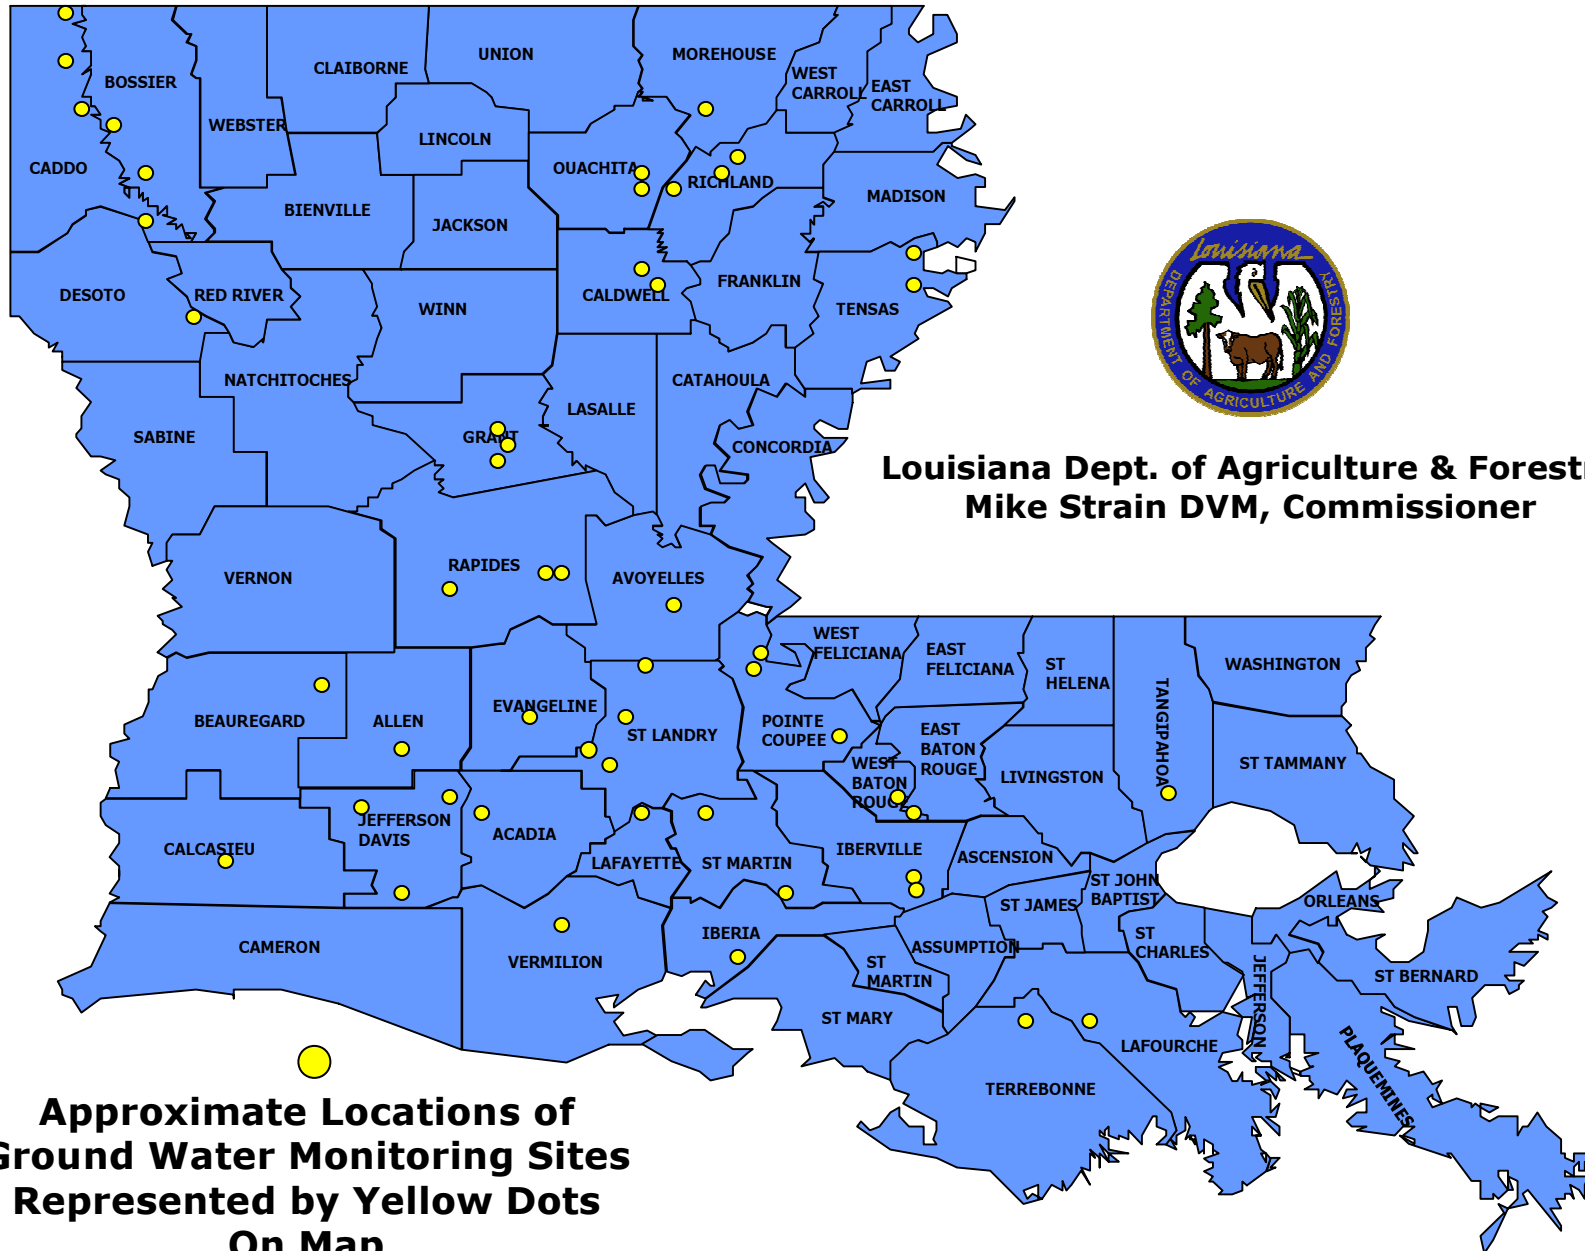 UNION
MOREHOUSE
CLAIBORNE
BOSSIER
WEST
CARROLL
EAST
CARROLL
WEBSTER
LINCOLN
CADDO
OUACHITA
RICHLAND
MADISON
BIENVILLE
JACKSON
DESOTO
RED RIVER
WINN
CALDWELL
FRANKLIN
TENSAS
NATCHITOCHES
CATAHOULA
LASALLE
SABINE
GRANT
CONCORDIA
Louisiana
DEPARTMENT OF AGRICULTURE AND FORESTRY
Louisiana Dept. of Agriculture & Forestr
Mike Strain DVM, Commissioner
VERNON
RAPIDES
AVOYELLES
WEST
FELICIANA
EAST
FELICIANA
ST
HELENA
TANGIPAHOA
WASHINGTON
BEAUREGARD
ALLEN
EVANGELINE
ST LANDRY
POINTE
COUPEE
EAST
BATON
ROUGE
WEST
BATON
ROUGE
LIVINGSTON
ST TAMMANY
JEFFERSON
DAVIS
ACADIA
CALCASIEU
LAFAYETTE
ST MARTIN
IBERVILLE
ASCENSION
ST JOHN
BAPTIST
ST JAMES
ORLEANS
CAMERON
VERMILION
IBERIA
ASSUMPTION
ST
CHARLES
ST
MARTIN
JEFFERSON
ST BERNARD
ST MARY
LAFOURCHE
PLAQUEMINES
TERREBONNE
Approximate Locations of
Ground Water Monitoring Sites
Represented by Yellow Dots
On Map